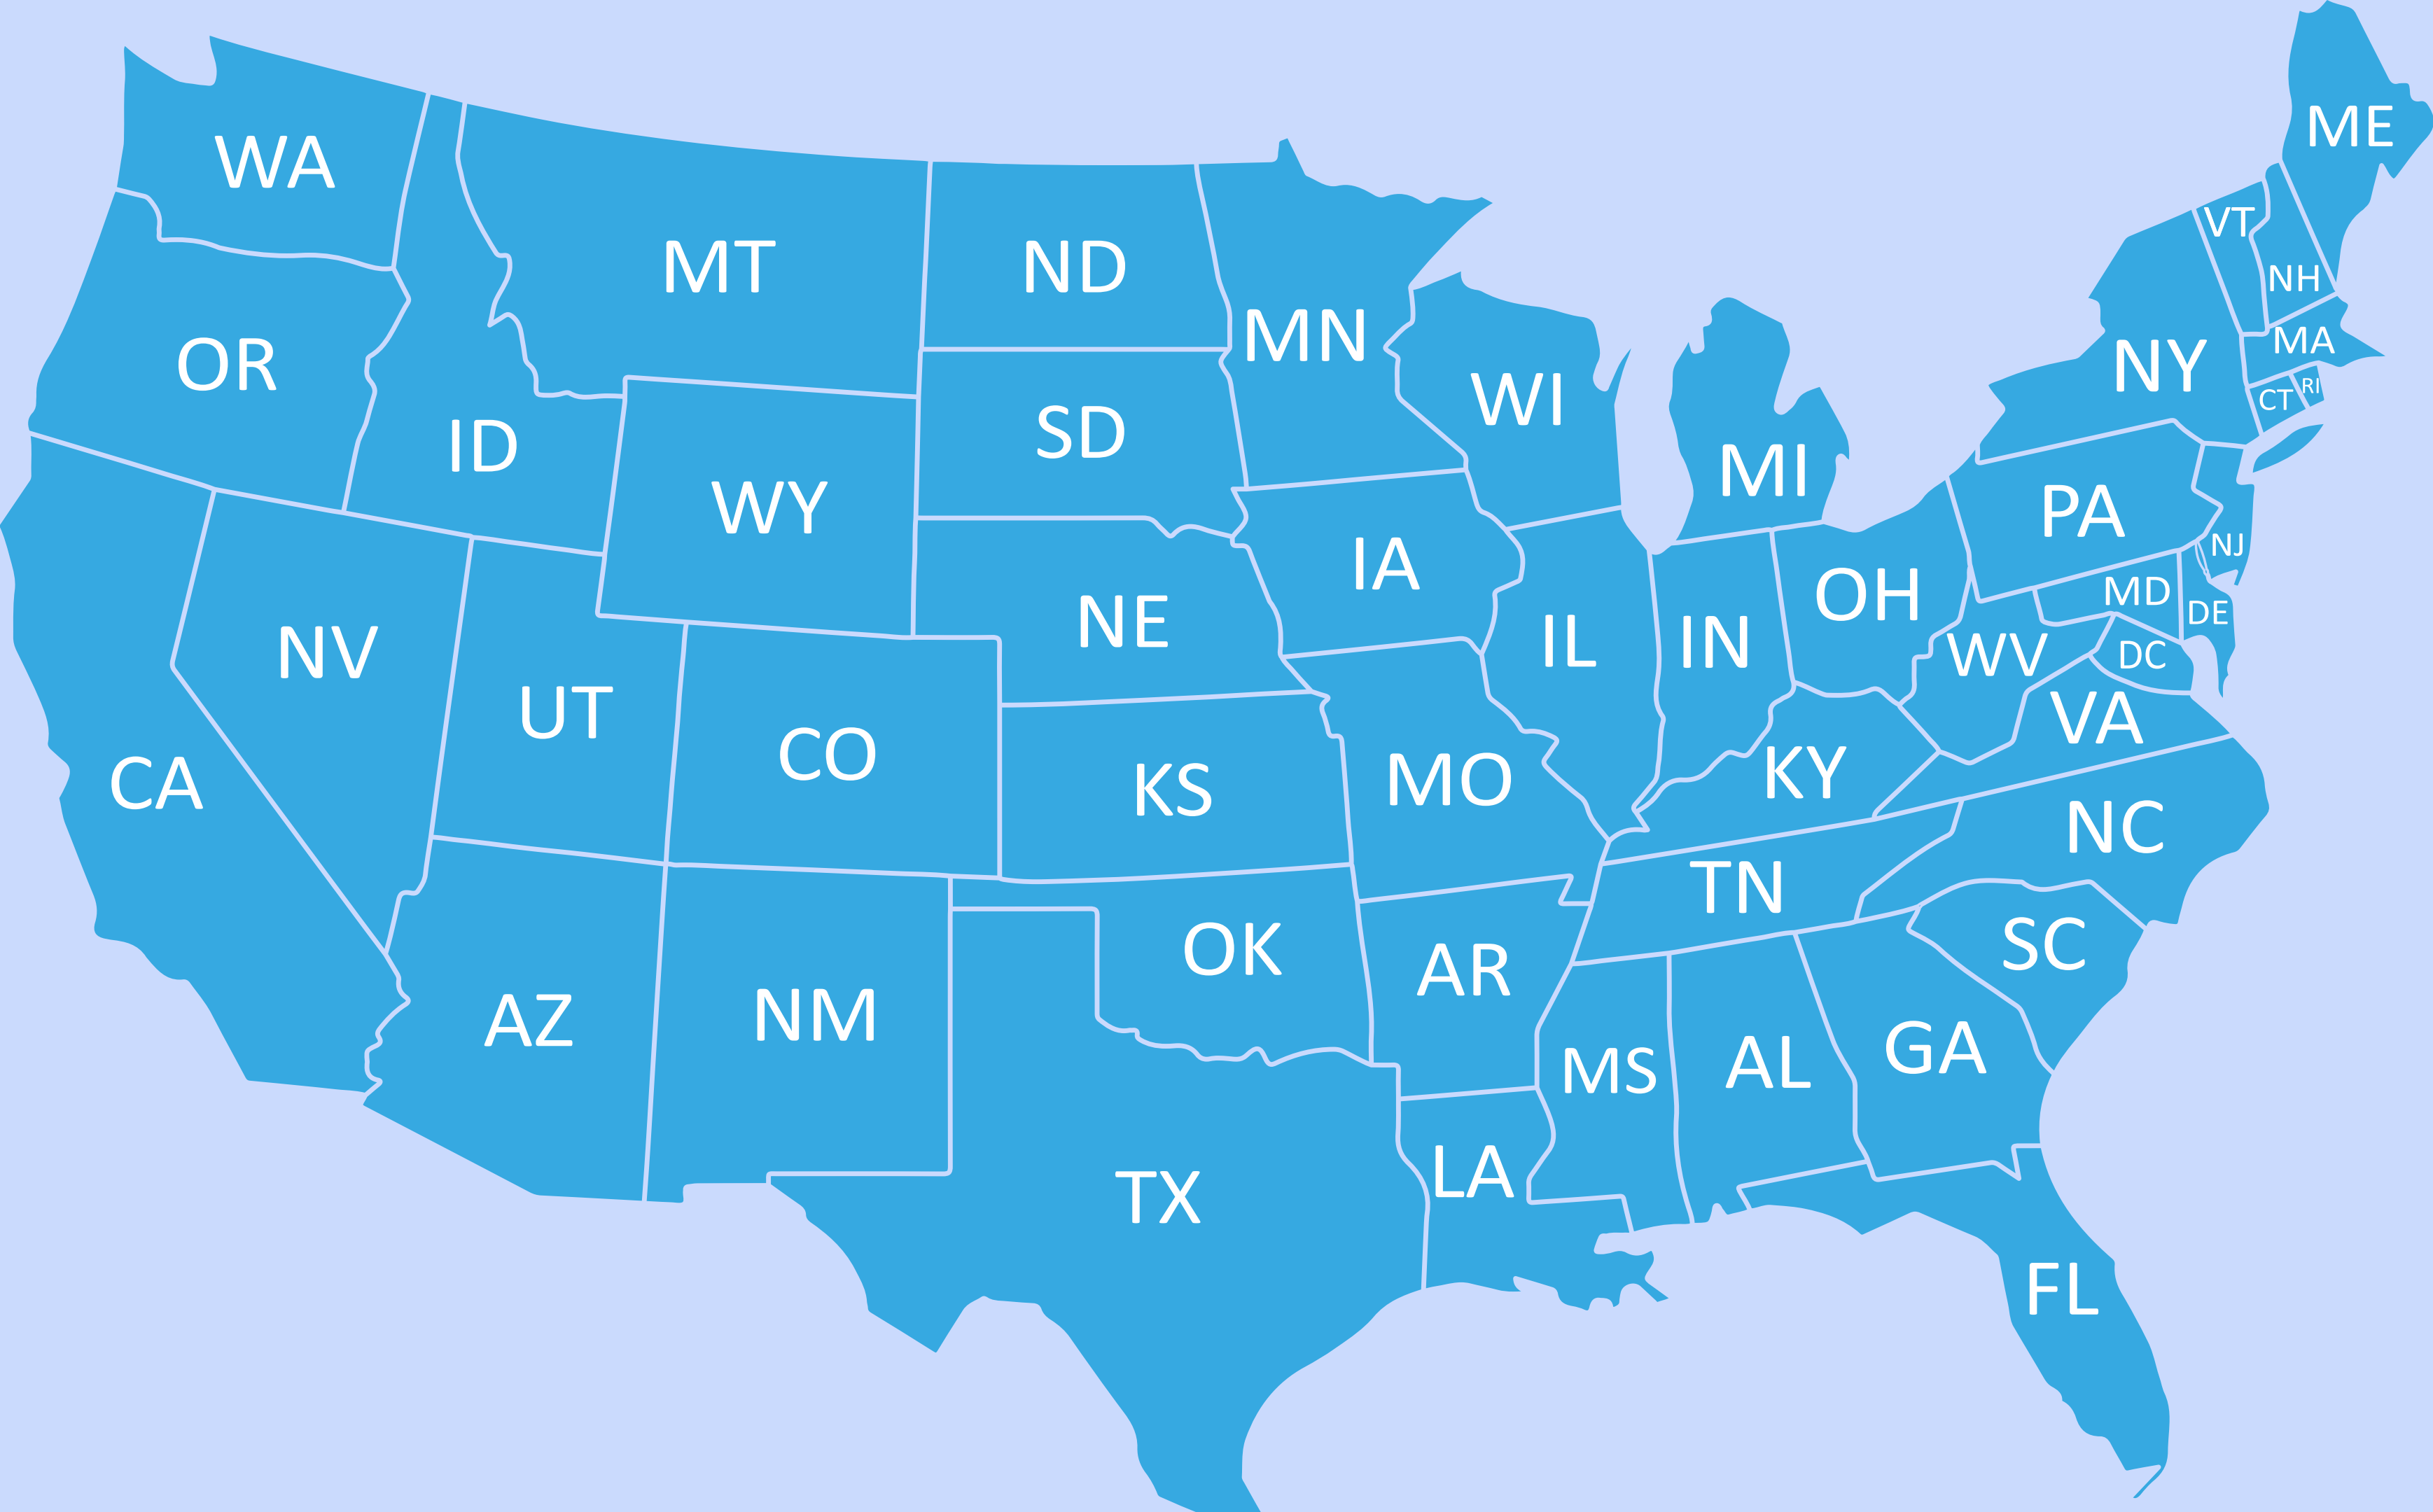 WA
MT
ND
MN
ME
VT
NH
MA
OR
ID
WY
SD
WI
MI
NY
CT
RI
PA
NJ
NV
UT
CO
NE
IA
IL
IN
OH
MD
DE
WV
DC
VA
CA
KS
MO
KY
NC
TN
AZ
NM
OK
AR
SC
MS
AL
GA
TX
LA
FL